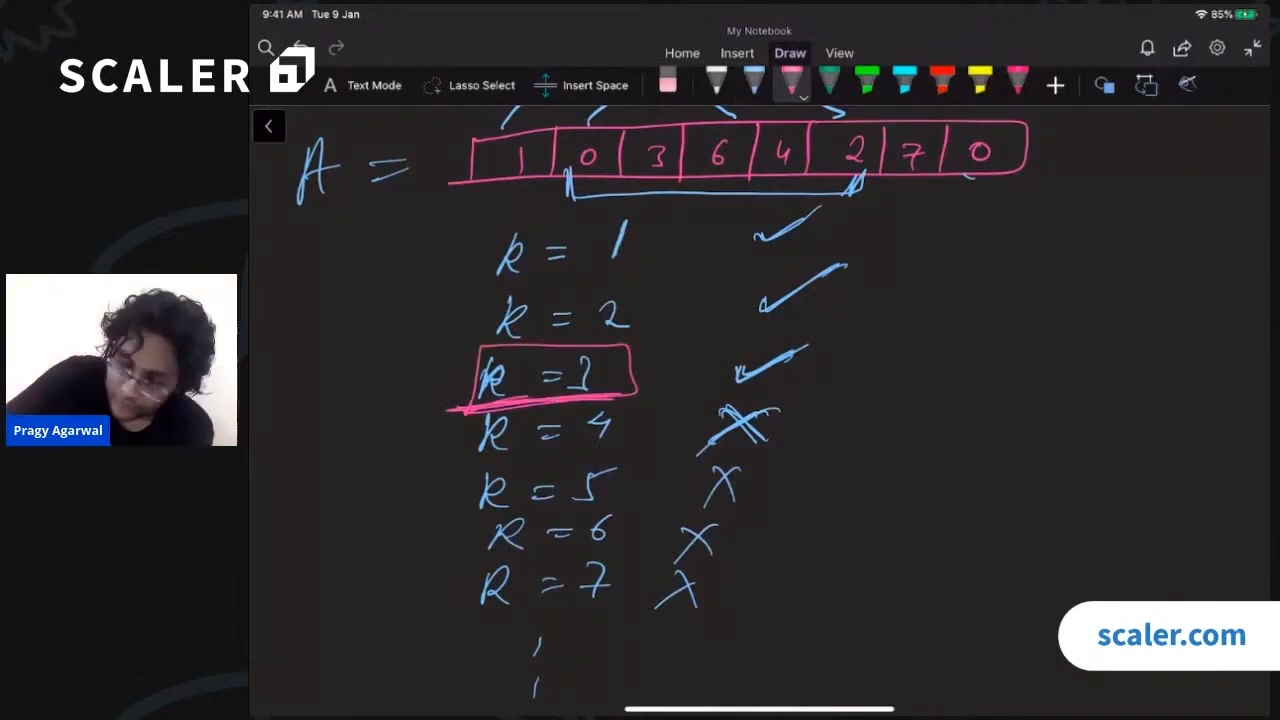 9:41 AM Tue 9 Jan
85%
My Notebook
SCALER
Home Insert Draw View
Text Mode Lasso Select Insert Space
A = 1 0 3 6 4 2 7 0
k = 1
k = 2
k = 3
k = 4
k = 5
k = 6
k = 7
Pragy Agarwal
scaler.com